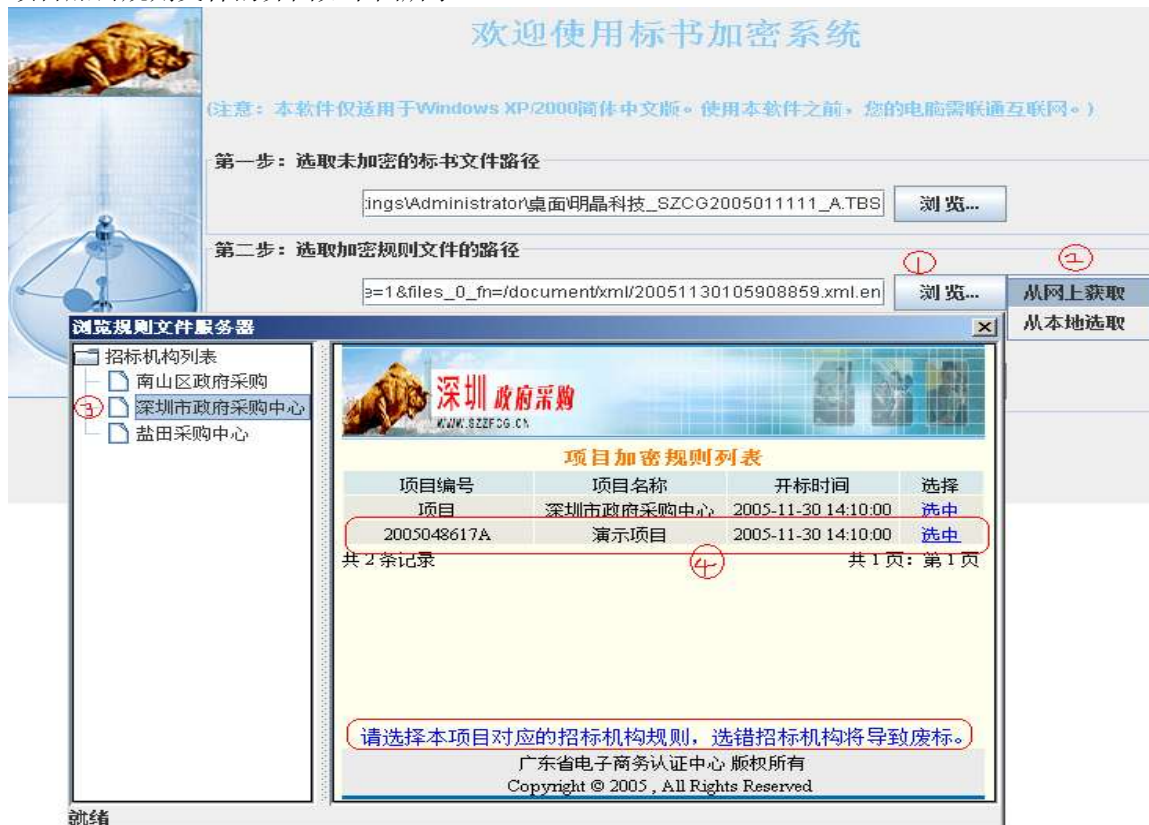 欢迎使用标书加密系统
(注意：本软件仅适用于Windows XP/2000简体中文版。使用本软件之前，您的电脑需联通互联网。)
第一步：选取未加密的标书文件路径
:ings\Administrator\桌面\明晶科技_SZCG2005011111_A.TBS 浏 览...
第二步：选取加密规则文件的路径
① ②
e=1&files_0_fn=/document/xml/20051130105908859.xml.en 浏 览... 从网上获取
从本地选取
浏览规则文件服务器
招标机构列表
南山区政府采购
③ 深圳市政府采购中心
盐田采购中心
深圳 政府采购
WWW.SZZFCG.CN
项目加密规则列表
项目编号 项目名称 开标时间 选择
项目 深圳市政府采购中心 2005-11-30 14:10:00 选中
2005048617A 演示项目 2005-11-30 14:10:00 选中
共 2 条记录 共 1 页：第 1 页
④
请选择本项目对应的招标机构规则，选错招标机构将导致废标。
广东省电子商务认证中心 版权所有
Copyright © 2005 , All Rights Reserved
就绪